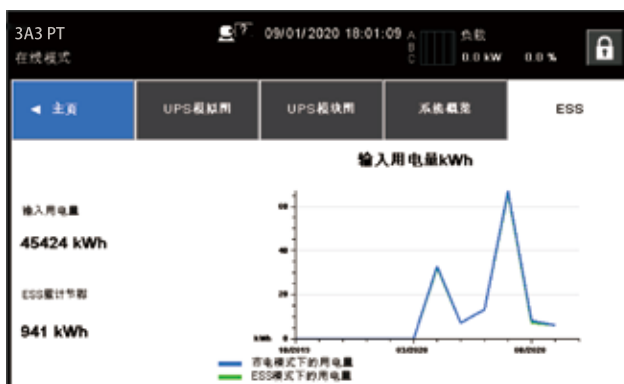 3A3 PT
在线模式
? 09/01/2020 18:01:09
A
B
C
负载
0.0 kW 0.0 %
◄ 主页
UPS模拟图
UPS模块图
系统概览
ESS
输入用电量kWh
输入用电量
45424 kWh
ESS累计节能
941 kWh
60
40
20
kWh 0
10/2019 03/2020 08/2020
市电模式下的用电量
ESS模式下的用电量